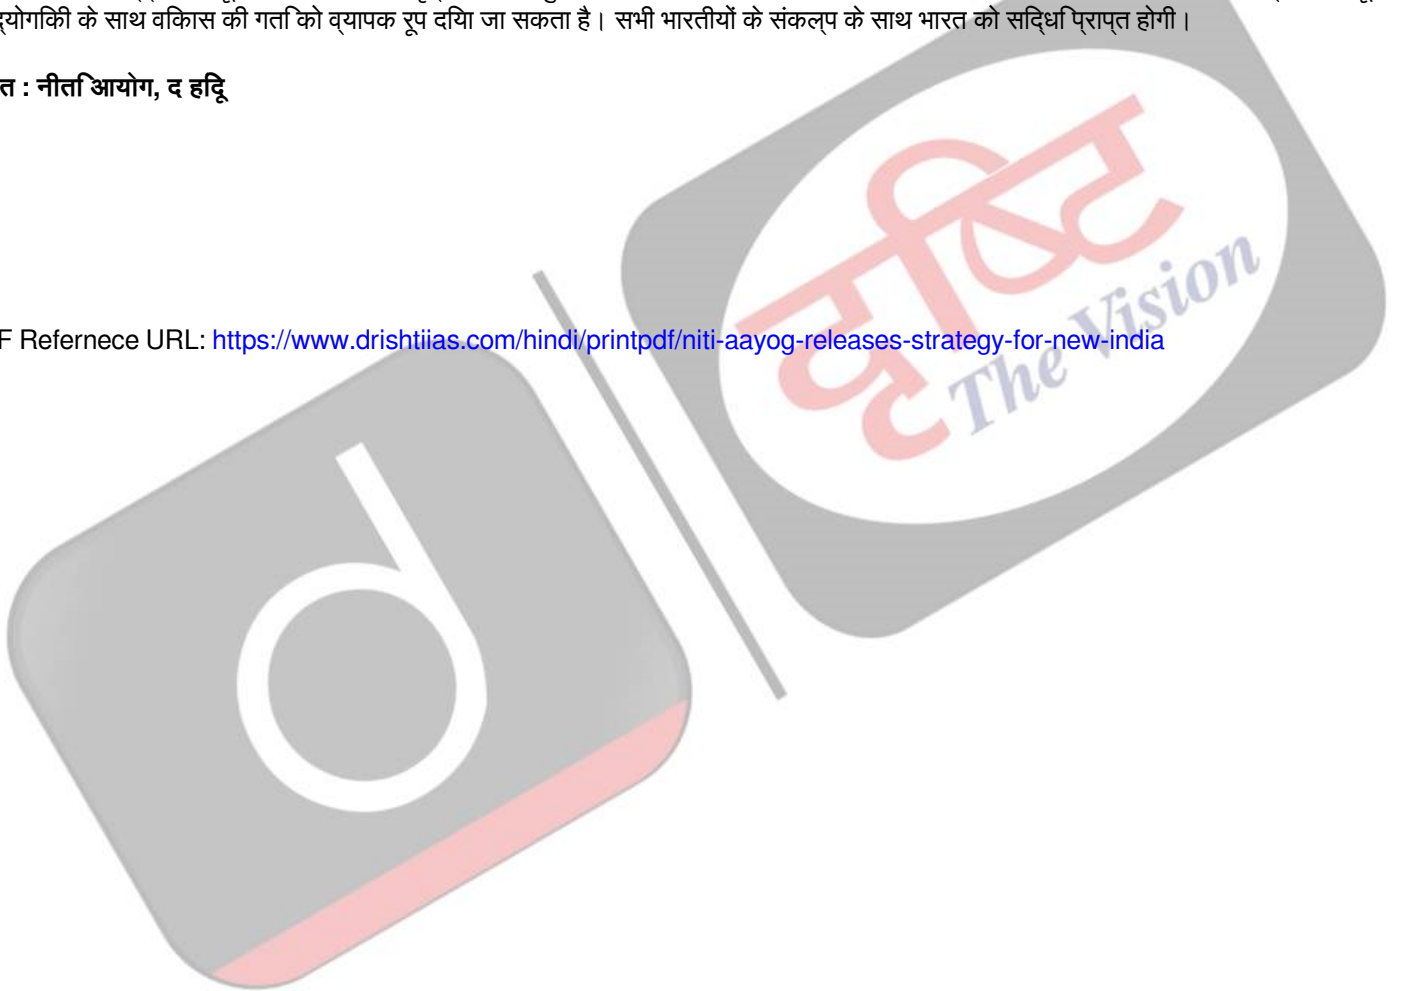 के साथ विकास की गति को व्यापक रूप दिया जा सकता है। सभी भारतीयों के संकल्प के साथ भारत को सिद्धि प्राप्त होगी।
त : नीति आयोग, द हिंदू
F Refernece URL: https://www.drishtiias.com/hindi/printpdf/niti-aayog-releases-strategy-for-new-india
दृष्टि
The Vision
d